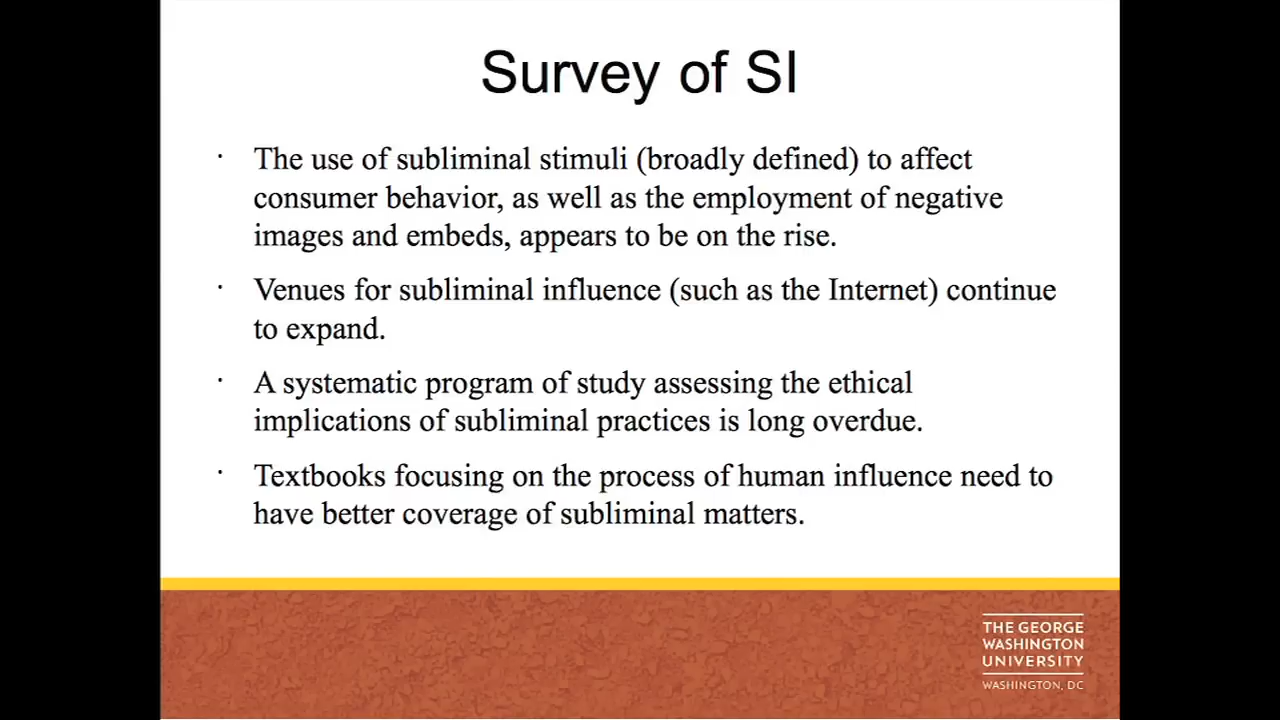 Survey of SI
· The use of subliminal stimuli (broadly defined) to affect
consumer behavior, as well as the employment of negative
images and embeds, appears to be on the rise.
· Venues for subliminal influence (such as the Internet) continue
to expand.
· A systematic program of study assessing the ethical
implications of subliminal practices is long overdue.
· Textbooks focusing on the process of human influence need to
have better coverage of subliminal matters.
THE GEORGE
WASHINGTON
UNIVERSITY
WASHINGTON, DC